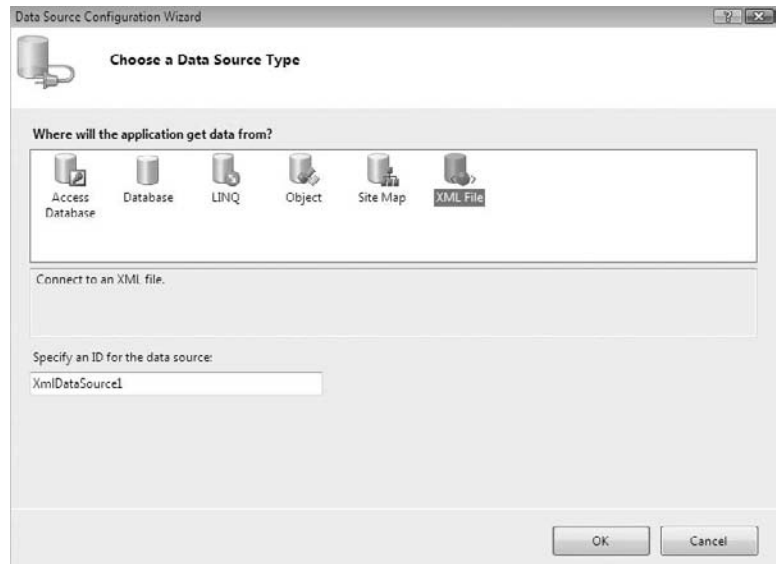 Data Source Configuration Wizard
Choose a Data Source Type
Where will the application get data from?
Access Database
Database
LINQ
Object
Site Map
XML File
Connect to an XML file.
Specify an ID for the data source:
XmlDataSource1
OK
Cancel